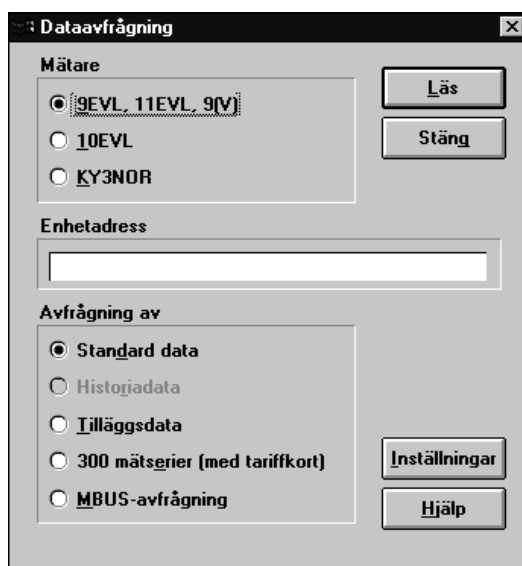 Dataavfrågning
Mätare
9EVL, 11EVL, 9(V)
10EVL
KY3NOR
Läs
Stäng
Enhetadress
Avfrågning av
Standard data
Historiadata
Tilläggsdata
300 mätserier (med tariffkort)
MBUS-avfrågning
Inställningar
Hjälp